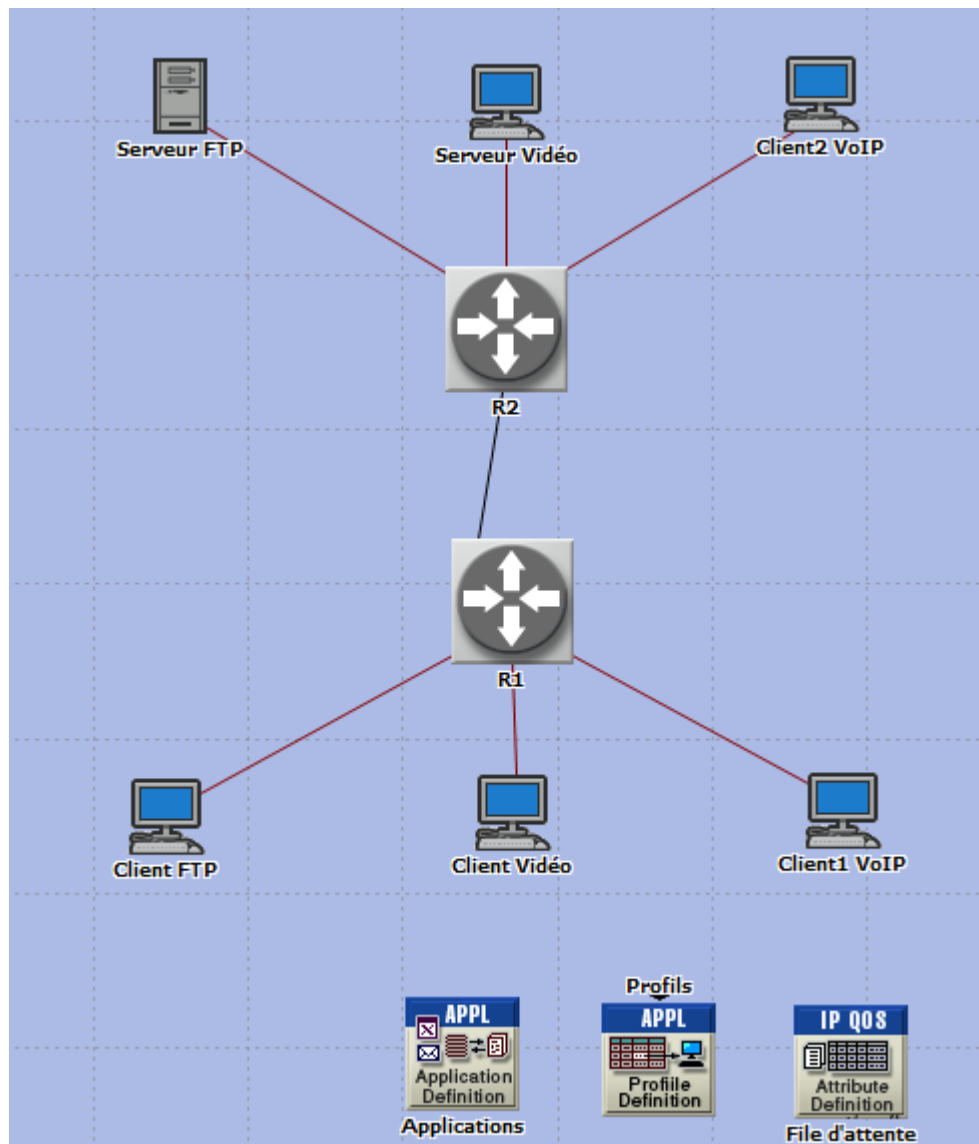 Serveur FTP
Serveur Vidéo
Client2 VoIP
R2
R1
Client FTP
Client Vidéo
Client1 VoIP
APPL
Application
Definition
Applications
Profils
APPL
Profiile
Definition
IP QOS
Attribute
Definition
File d'attente